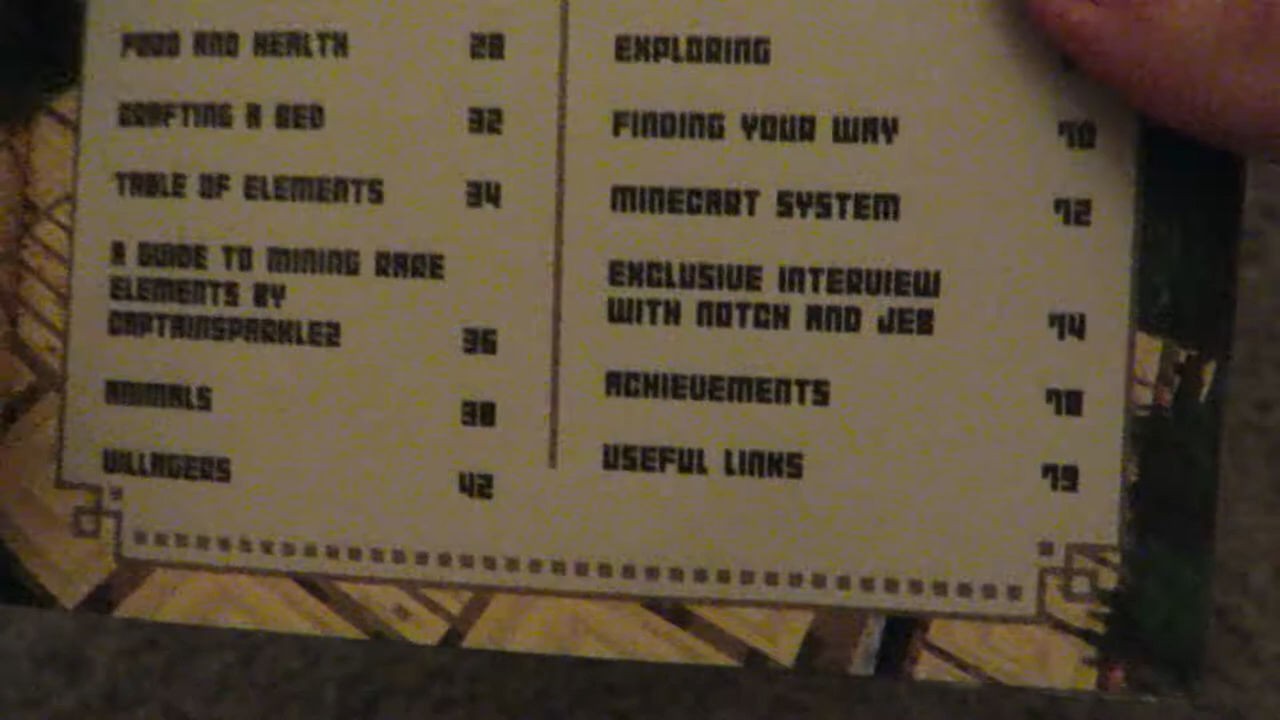 FOOD AND HEALTH 28
CRAFTING A BED 32
TABLE OF ELEMENTS 34
A GUIDE TO MINING RARE
ELEMENTS BY
CAPTAINSPARKLEZ 36
ANIMALS 38
VILLAGERS 42
EXPLORING
FINDING YOUR WAY 70
MINECART SYSTEM 72
EXCLUSIVE INTERVIEW
WITH NOTCH AND JEB 74
ACHIEVEMENTS 78
USEFUL LINKS 79